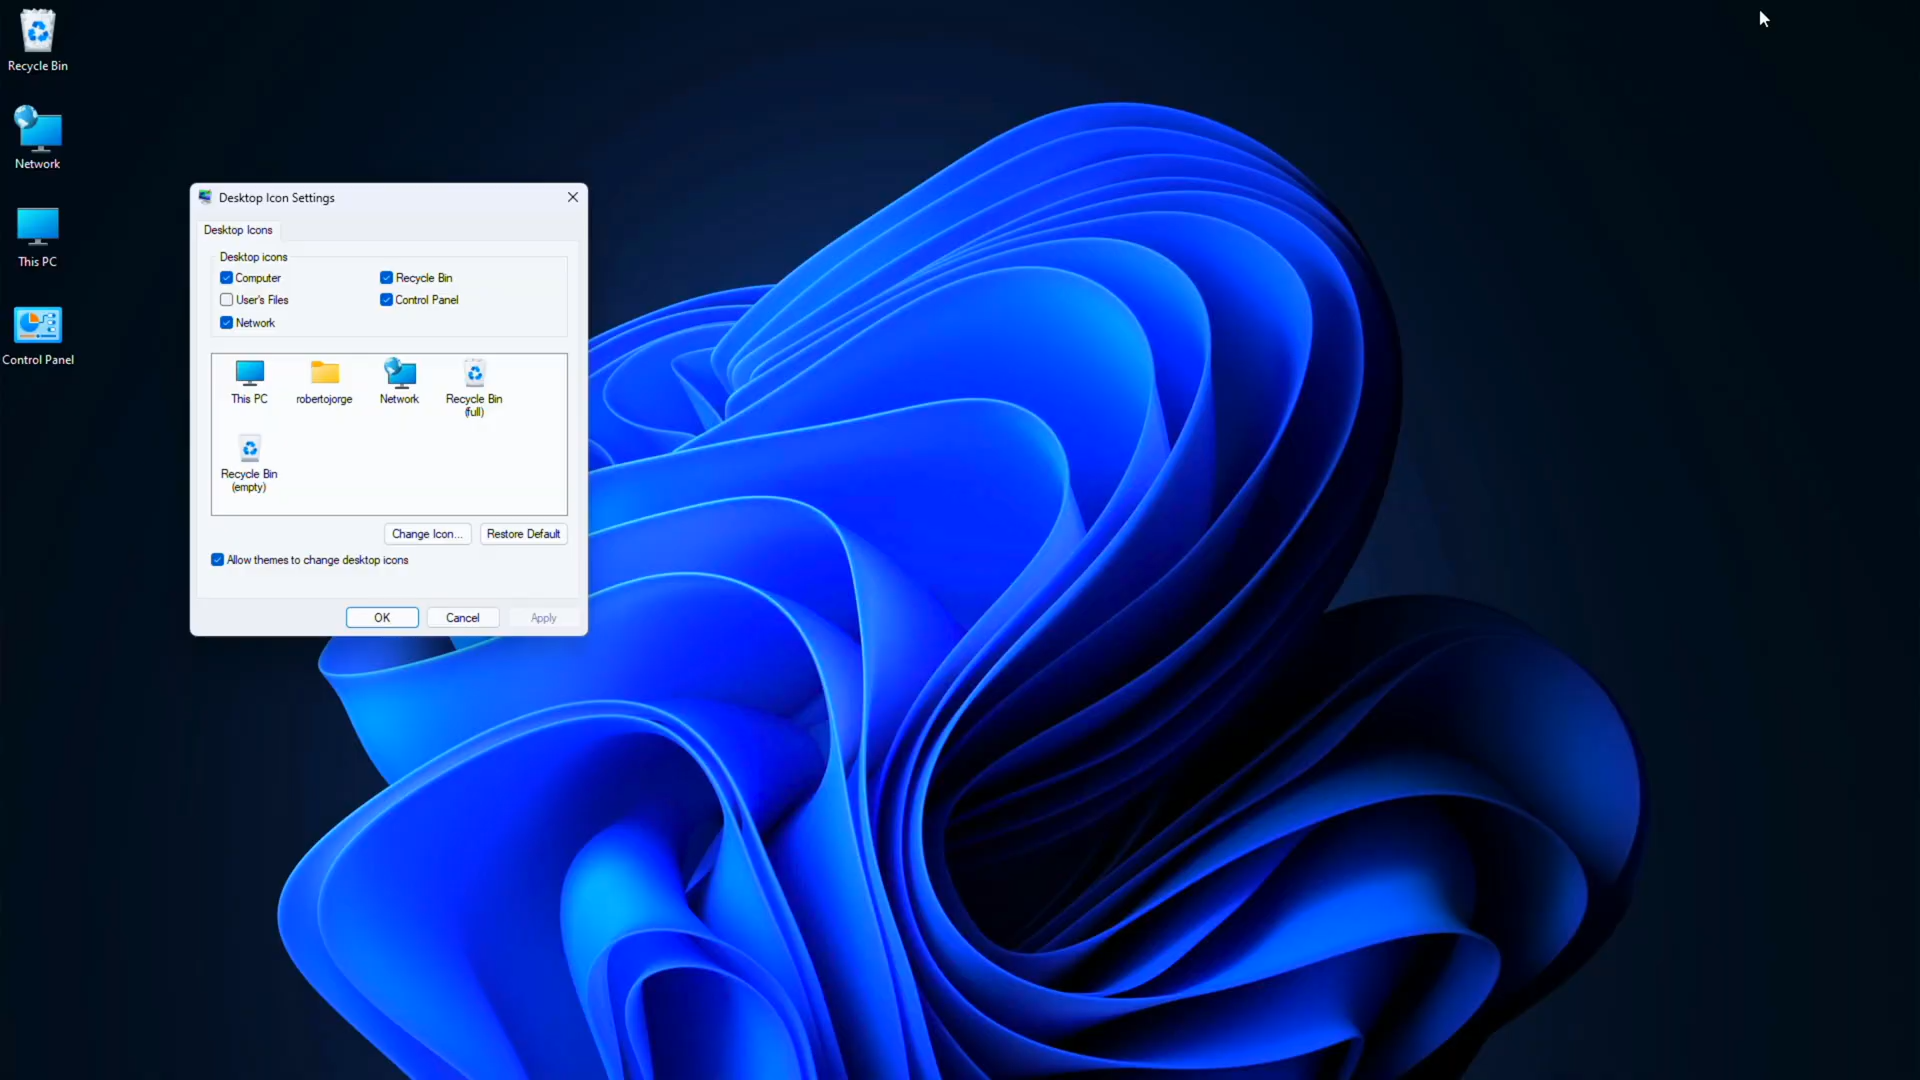 Recycle Bin
Network
This PC
Control Panel
Desktop Icon Settings
Desktop Icons
Desktop icons
Computer
Recycle Bin
User's Files
Control Panel
Network
This PC
robertojorge
Network
Recycle Bin
(full)
Recycle Bin
(empty)
Change Icon...
Restore Default
Allow themes to change desktop icons
OK
Cancel
Apply